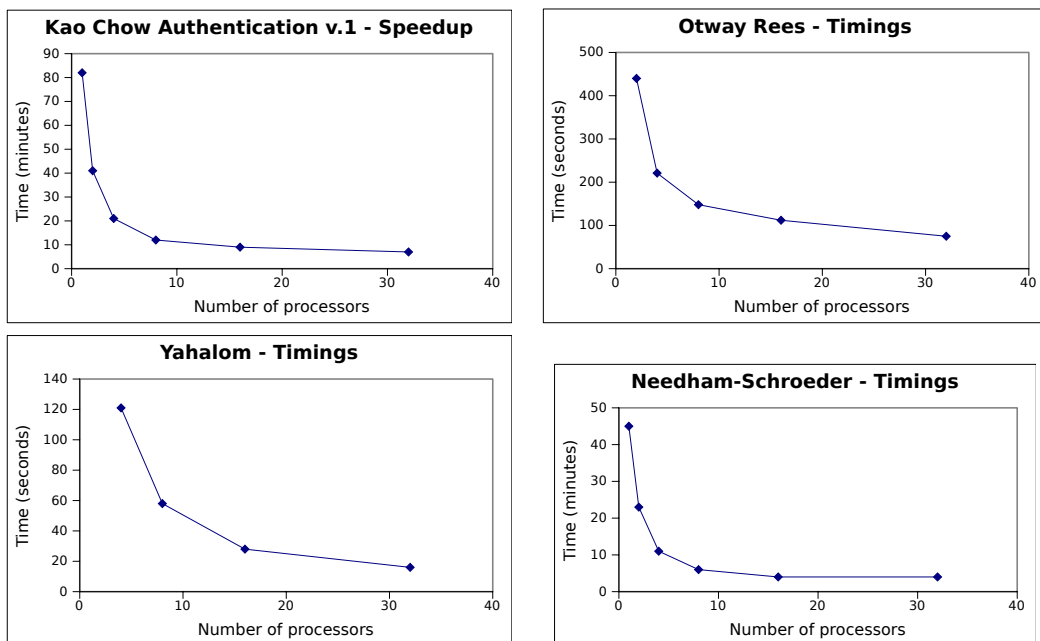 Kao Chow Authentication v.1 - Speedup
Time (minutes)
90
80
70
60
50
40
30
20
10
0
0 10 20 30 40
Number of processors
Otway Rees - Timings
Time (seconds)
500
400
300
200
100
0
0 10 20 30 40
Number of processors
Yahalom - Timings
Time (seconds)
140
120
100
80
60
40
20
0
0 10 20 30 40
Number of processors
Needham-Schroeder - Timings
Time (minutes)
50
40
30
20
10
0
0 10 20 30 40
Number of processors